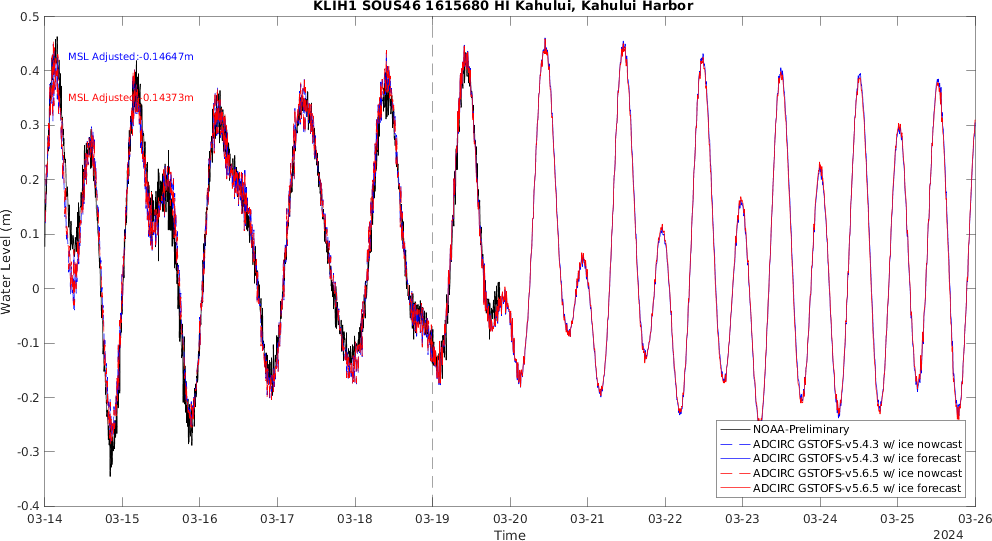 KLIH1 SOUS46 1615680 HI Kahului, Kahului Harbor
0.5
0.4
0.3
0.2
0.1
0
-0.1
-0.2
-0.3
-0.4
Water Level (m)
MSL Adjusted:-0.14647m
MSL Adjusted:-0.14373m
NOAA-Preliminary
ADCIRC GSTOFS-v5.4.3 w/ ice nowcast
ADCIRC GSTOFS-v5.4.3 w/ ice forecast
ADCIRC GSTOFS-v5.6.5 w/ ice nowcast
ADCIRC GSTOFS-v5.6.5 w/ ice forecast
03-14 03-15 03-16 03-17 03-18 03-19 03-20 03-21 03-22 03-23 03-24 03-25 03-26
Time
2024